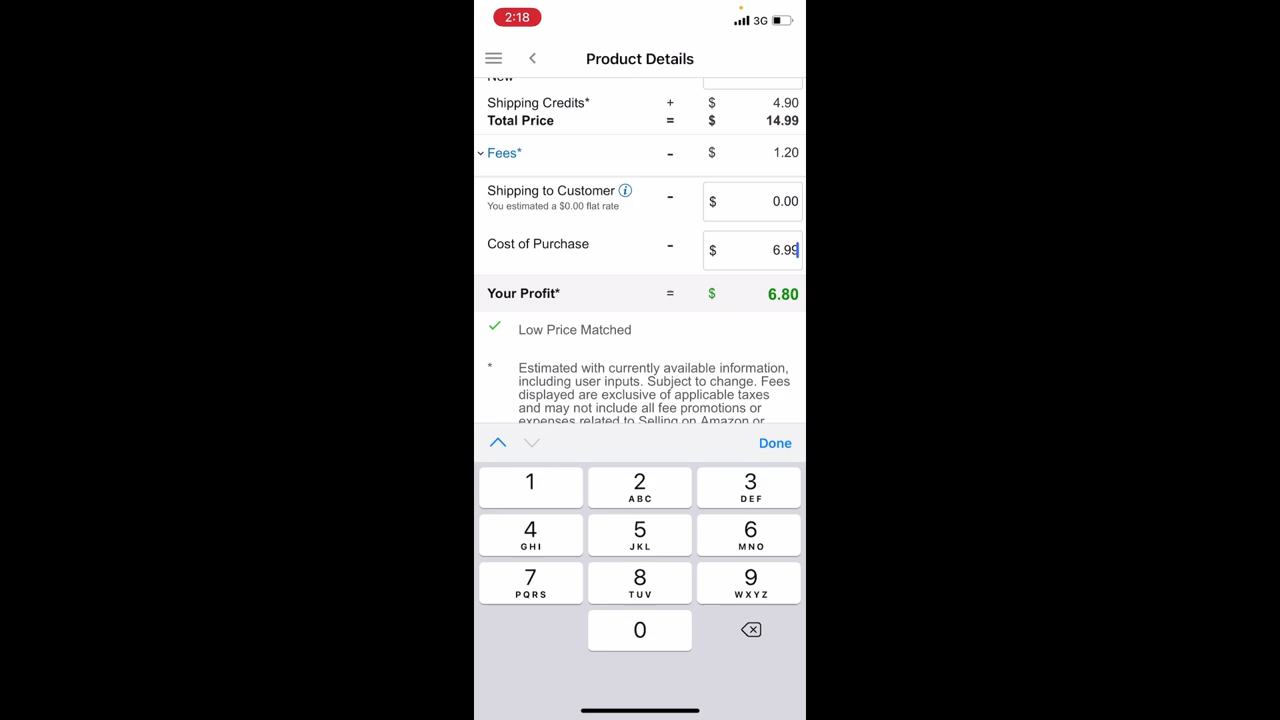 2:18
3G
Product Details
New
Shipping Credits* + $ 4.90
Total Price = $ 14.99
Fees* - $ 1.20
Shipping to Customer - $ 0.00
You estimated a $0.00 flat rate
Cost of Purchase - $ 6.99
Your Profit* = $ 6.80
Low Price Matched
* Estimated with currently available information,
including user inputs. Subject to change. Fees
displayed are exclusive of applicable taxes
and may not include all fee promotions or
expenses related to Selling on Amazon or
Done
1 2 3
ABC DEF
4 5 6
GHI JKL MNO
7 8 9
PQRS TUV WXYZ
0